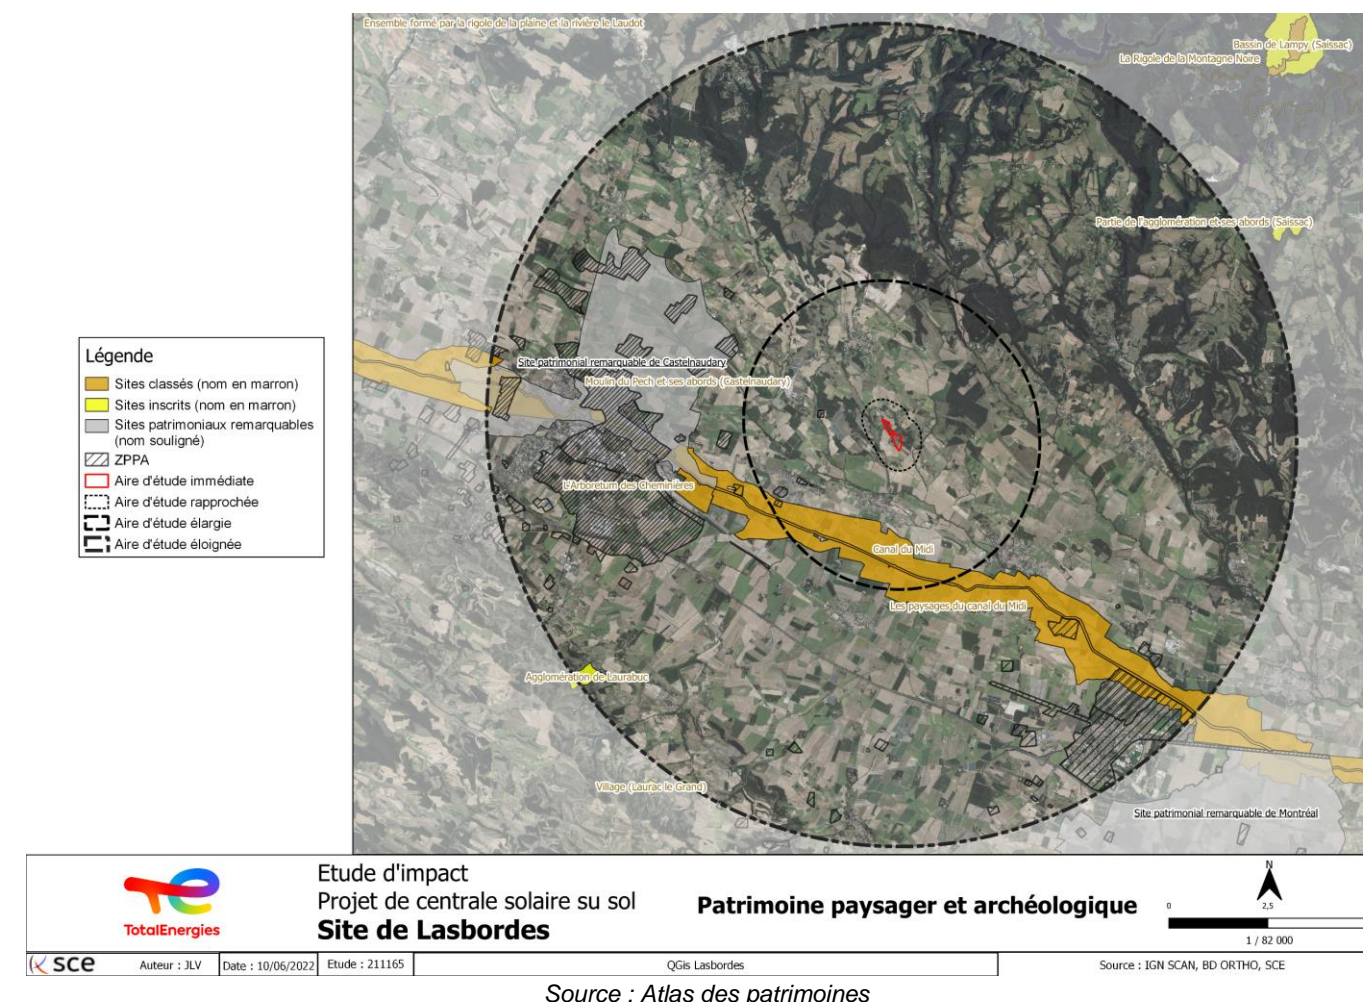 Ensemble formé par la rigole de la plaine et la rivière le Laudot
Bassin de Lampy (Saissac)
La Rigole de la Montagne Noire
Partie de l'agglomération et ses abords (Saissac)
Site patrimonial remarquable de Castelnaudary
Moulin du Pech et ses abords (Castelnaudary)
L'Arboretum des Cheminières
Canal du Midi
Les paysages du canal du Midi
Agglomération de Laurabuc
Village (Laurac le Grand)
Site patrimonial remarquable de Montréal
Légende
Sites classés (nom en marron)
Sites inscrits (nom en marron)
Sites patrimoniaux remarquables
(nom souligné)
ZPPA
Aire d'étude immédiate
Aire d'étude rapprochée
Aire d'étude élargie
Aire d'étude éloignée
TotalEnergies
Etude d'impact
Projet de centrale solaire su sol
Site de Lasbordes
Patrimoine paysager et archéologique
N
0 2,5
1 / 82 000
sce
Auteur : JLV
Date : 10/06/2022
Etude : 211165
QGis Lasbordes
Source : IGN SCAN, BD ORTHO, SCE
Source : Atlas des patrimoines